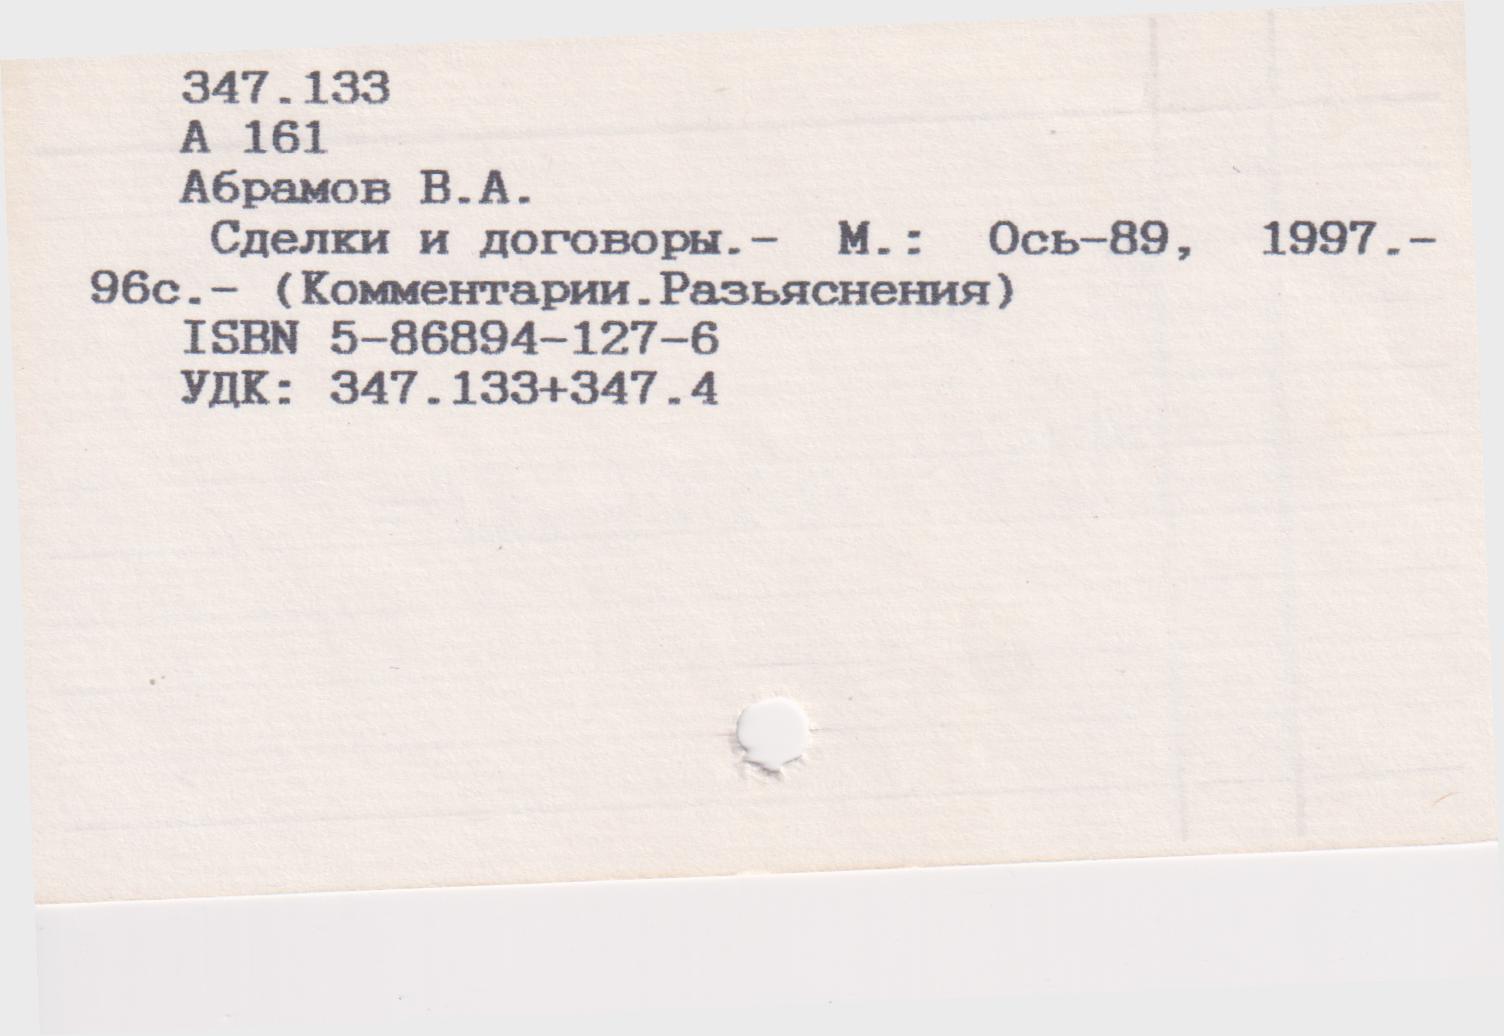 347.133
А 161
Абрамов В.А.
Сделки и договоры.- М.: Ось-89, 1997.-
96с.- (Комментарии.Разьяснения)
ISBN 5-86894-127-6
УДК: 347.133+347.4